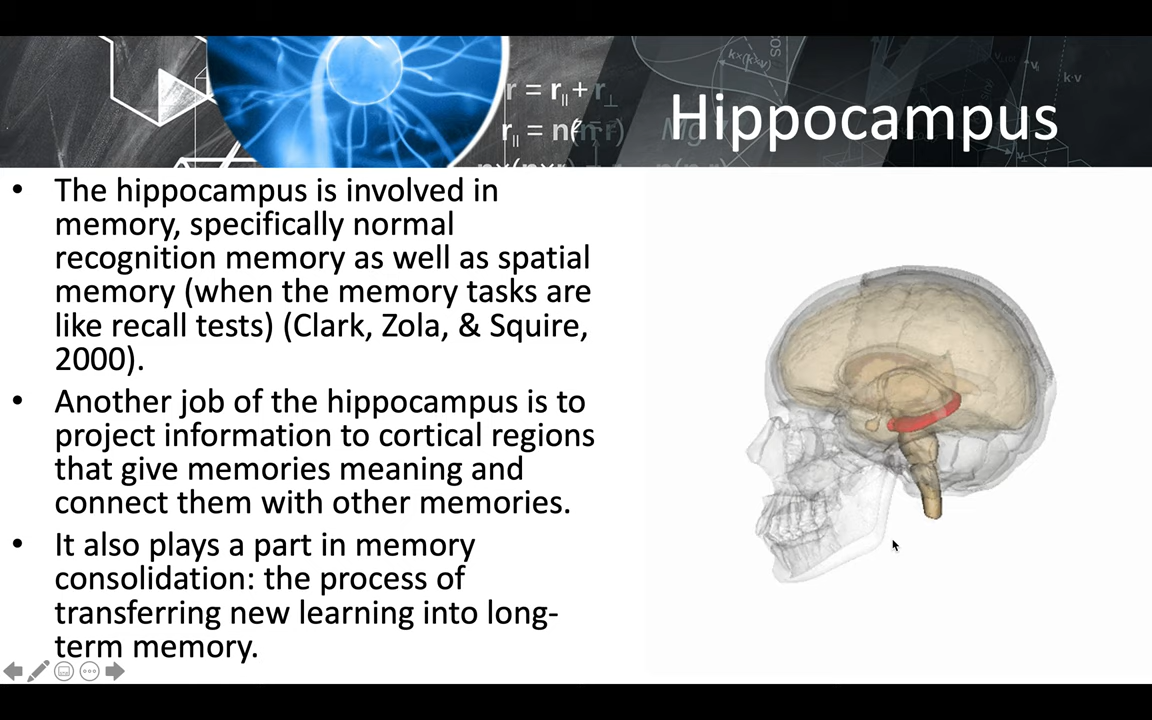 r = r|| + r⊥
r|| = n(
Hipp​ocampus
• The hippocampus is involved in
memory, specifically normal
recognition memory as well as spatial
memory (when the memory tasks are
like recall tests) (Clark, Zola, & Squire,
2000).
• Another job of the hippocampus is to
project information to cortical regions
that give memories meaning and
connect them with other memories.
• It also plays a part in memory
consolidation: the process of
transferring new learning into long-
term memory.